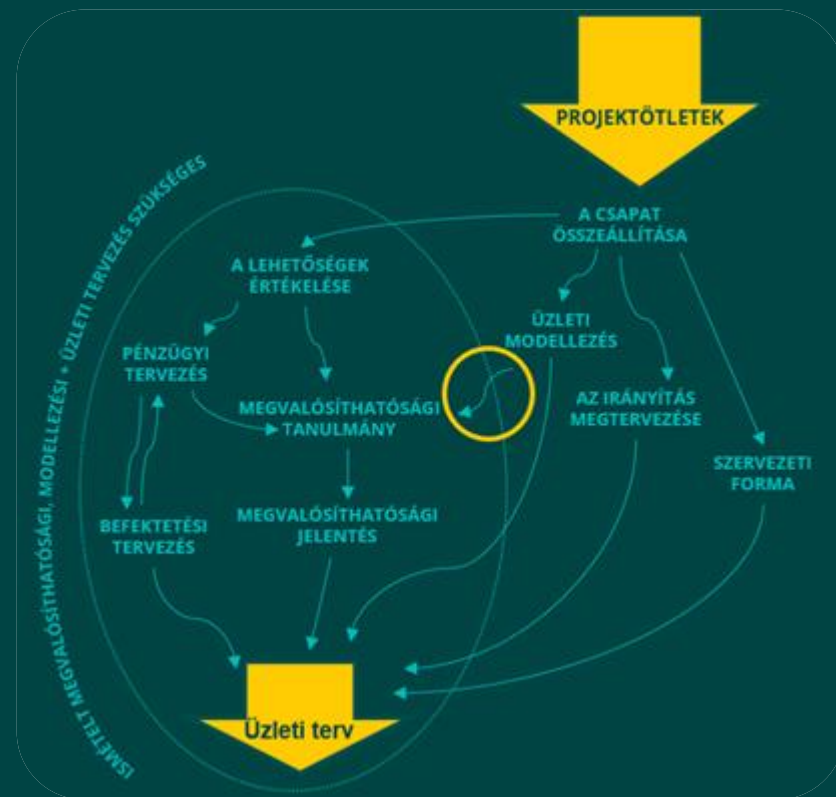 PROJEKTÖTLETEK
A CSAPAT
ÖSSZEÁLLÍTÁSA
A LEHETŐSÉGEK
ÉRTÉKELÉSE
ÜZLETI
MODELLEZÉS
PÉNZÜGYI
TERVEZÉS
MEGVALÓSÍTHATÓSÁGI
TANULMÁNY
AZ IRÁNYÍTÁS
MEGTERVEZÉSE
SZERVEZETI
FORMA
BEFEKTETÉSI
TERVEZÉS
MEGVALÓSÍTHATÓSÁGI
JELENTÉS
Üzleti terv
ISMÉTELT MEGVALÓSÍTHATÓSÁGI, MODELLEZÉSI + ÜZLETI TERVEZÉS SZÜKSÉGES